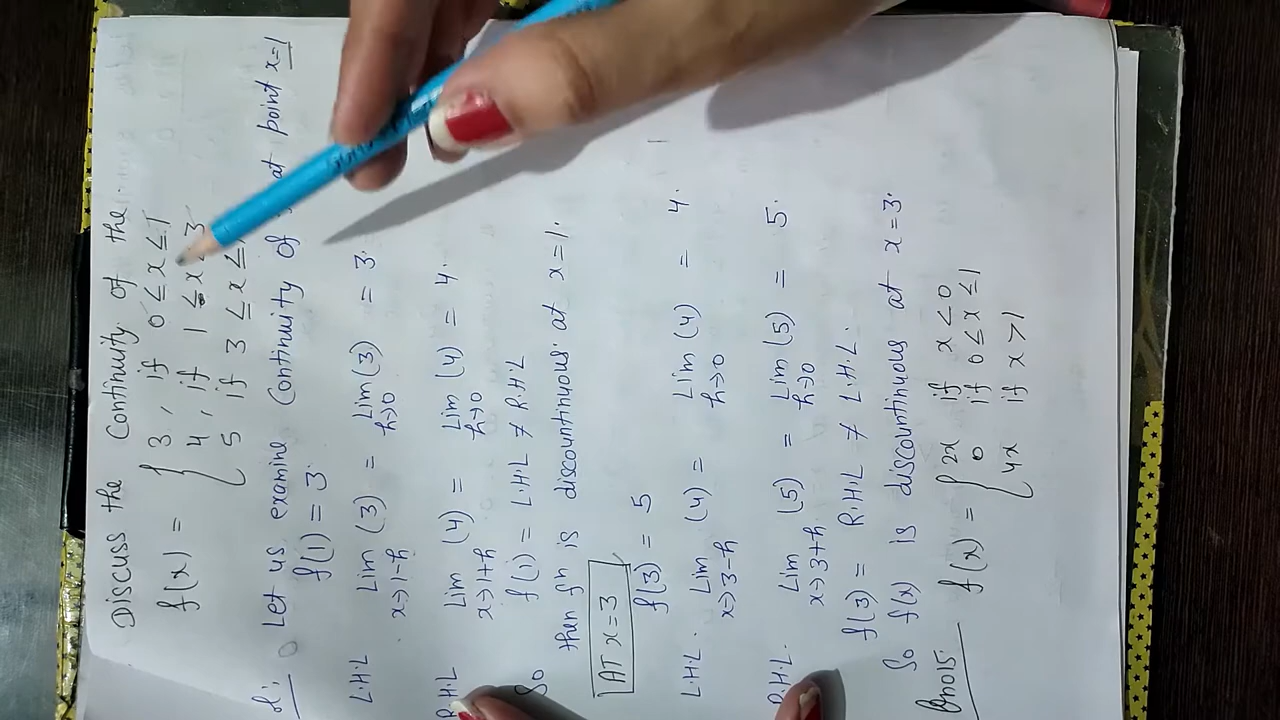 Discuss the Continuity of the
f(x) = { 3, if 0 ≤ x ≤ 1
4, if 1 ≤ x 3
5 if 3 ≤ x ≤
Let us examine Continuity of at point x=1
f(1) = 3.
L.H.L Lim x→1-h (3) = Lim h→0 (3) = 3.
R.H.L Lim x→1+h (4) = Lim h→0 (4) = 4.
So f(1) = L.H.L ≠ R.H.L
then fn is discontinuous at x=1.
AT x=3
f(3) = 5
L.H.L. Lim x→3-h (4) = Lim h→0 (4) = 4.
R.H.L. Lim x→3+h (5) = Lim h→0 (5) = 5.
f(3) = R.H.L ≠ L.H.L.
So f(x) is discontinuous at x=3.
Qno15. f(x) = { 2x if x<0
0 if 0≤x≤1
4x if x>1